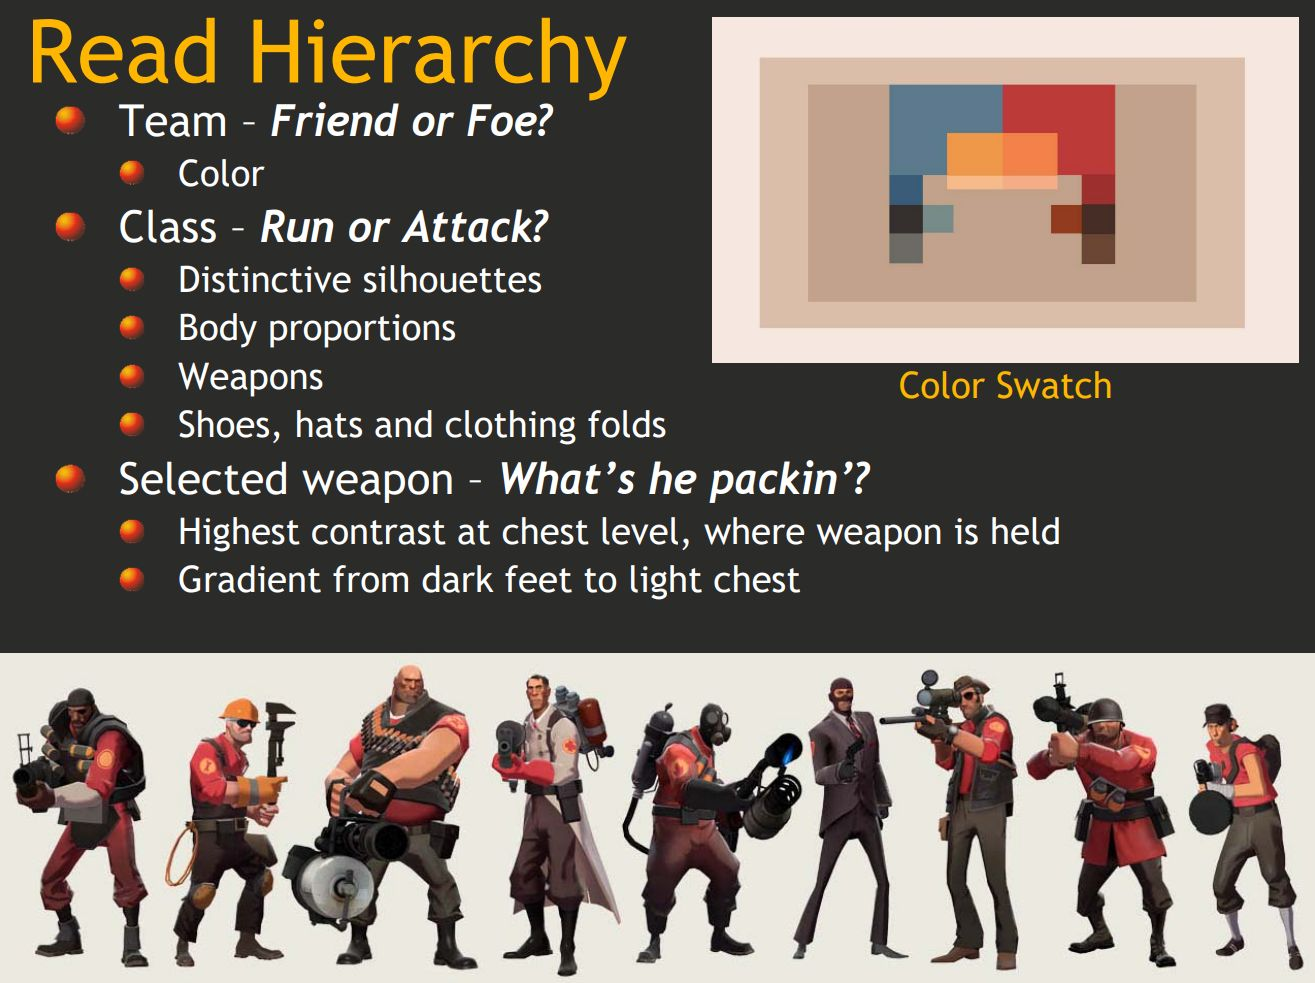 Read Hierarchy
Team – Friend or Foe?
Color
Class – Run or Attack?
Distinctive silhouettes
Body proportions
Weapons
Shoes, hats and clothing folds
Selected weapon – What’s he packin’?
Highest contrast at chest level, where weapon is held
Gradient from dark feet to light chest
Color Swatch